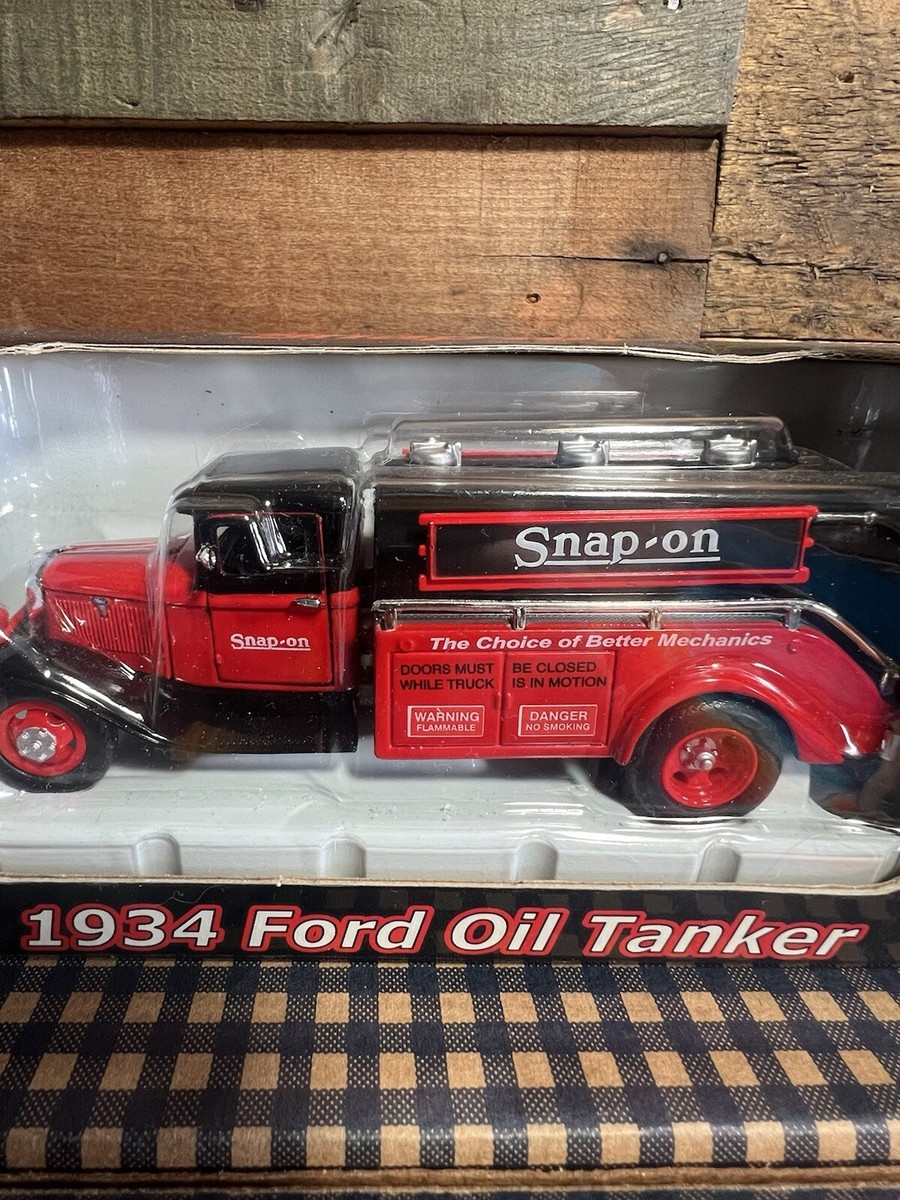 Snap-on
Snap-on
The Choice of Better Mechanics
DOORS MUST BE CLOSED
WHILE TRUCK IS IN MOTION
WARNING
FLAMMABLE
DANGER
NO SMOKING
1934 Ford Oil Tanker